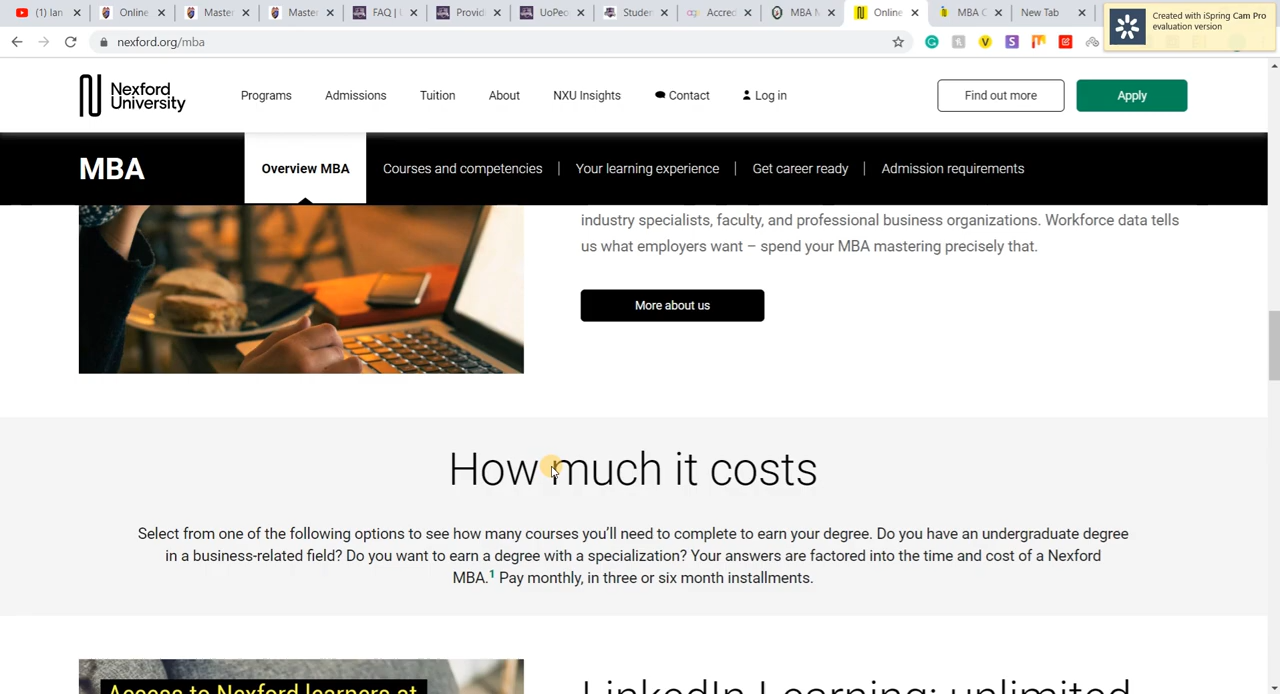 (1) Ian
Online
Master
Master
FAQ | U
Provid
UoPeo
Studen
Accred
MBA M
Online
MBA C
New Tab
Created with iSpring Cam Pro
evaluation version
nexford.org/mba
Nexford
University
Programs
Admissions
Tuition
About
NXU Insights
Contact
Log in
Find out more
Apply
MBA
Overview MBA
Courses and competencies
Your learning experience
Get career ready
Admission requirements
industry specialists, faculty, and professional business organizations. Workforce data tells
us what employers want – spend your MBA mastering precisely that.
More about us
How much it costs
Select from one of the following options to see how many courses you'll need to complete to earn your degree. Do you have an undergraduate degree
in a business-related field? Do you want to earn a degree with a specialization? Your answers are factored into the time and cost of a Nexford
MBA.¹ Pay monthly, in three or six month installments.
Access to Nexford learners at
LinkedIn Learning: unlimited